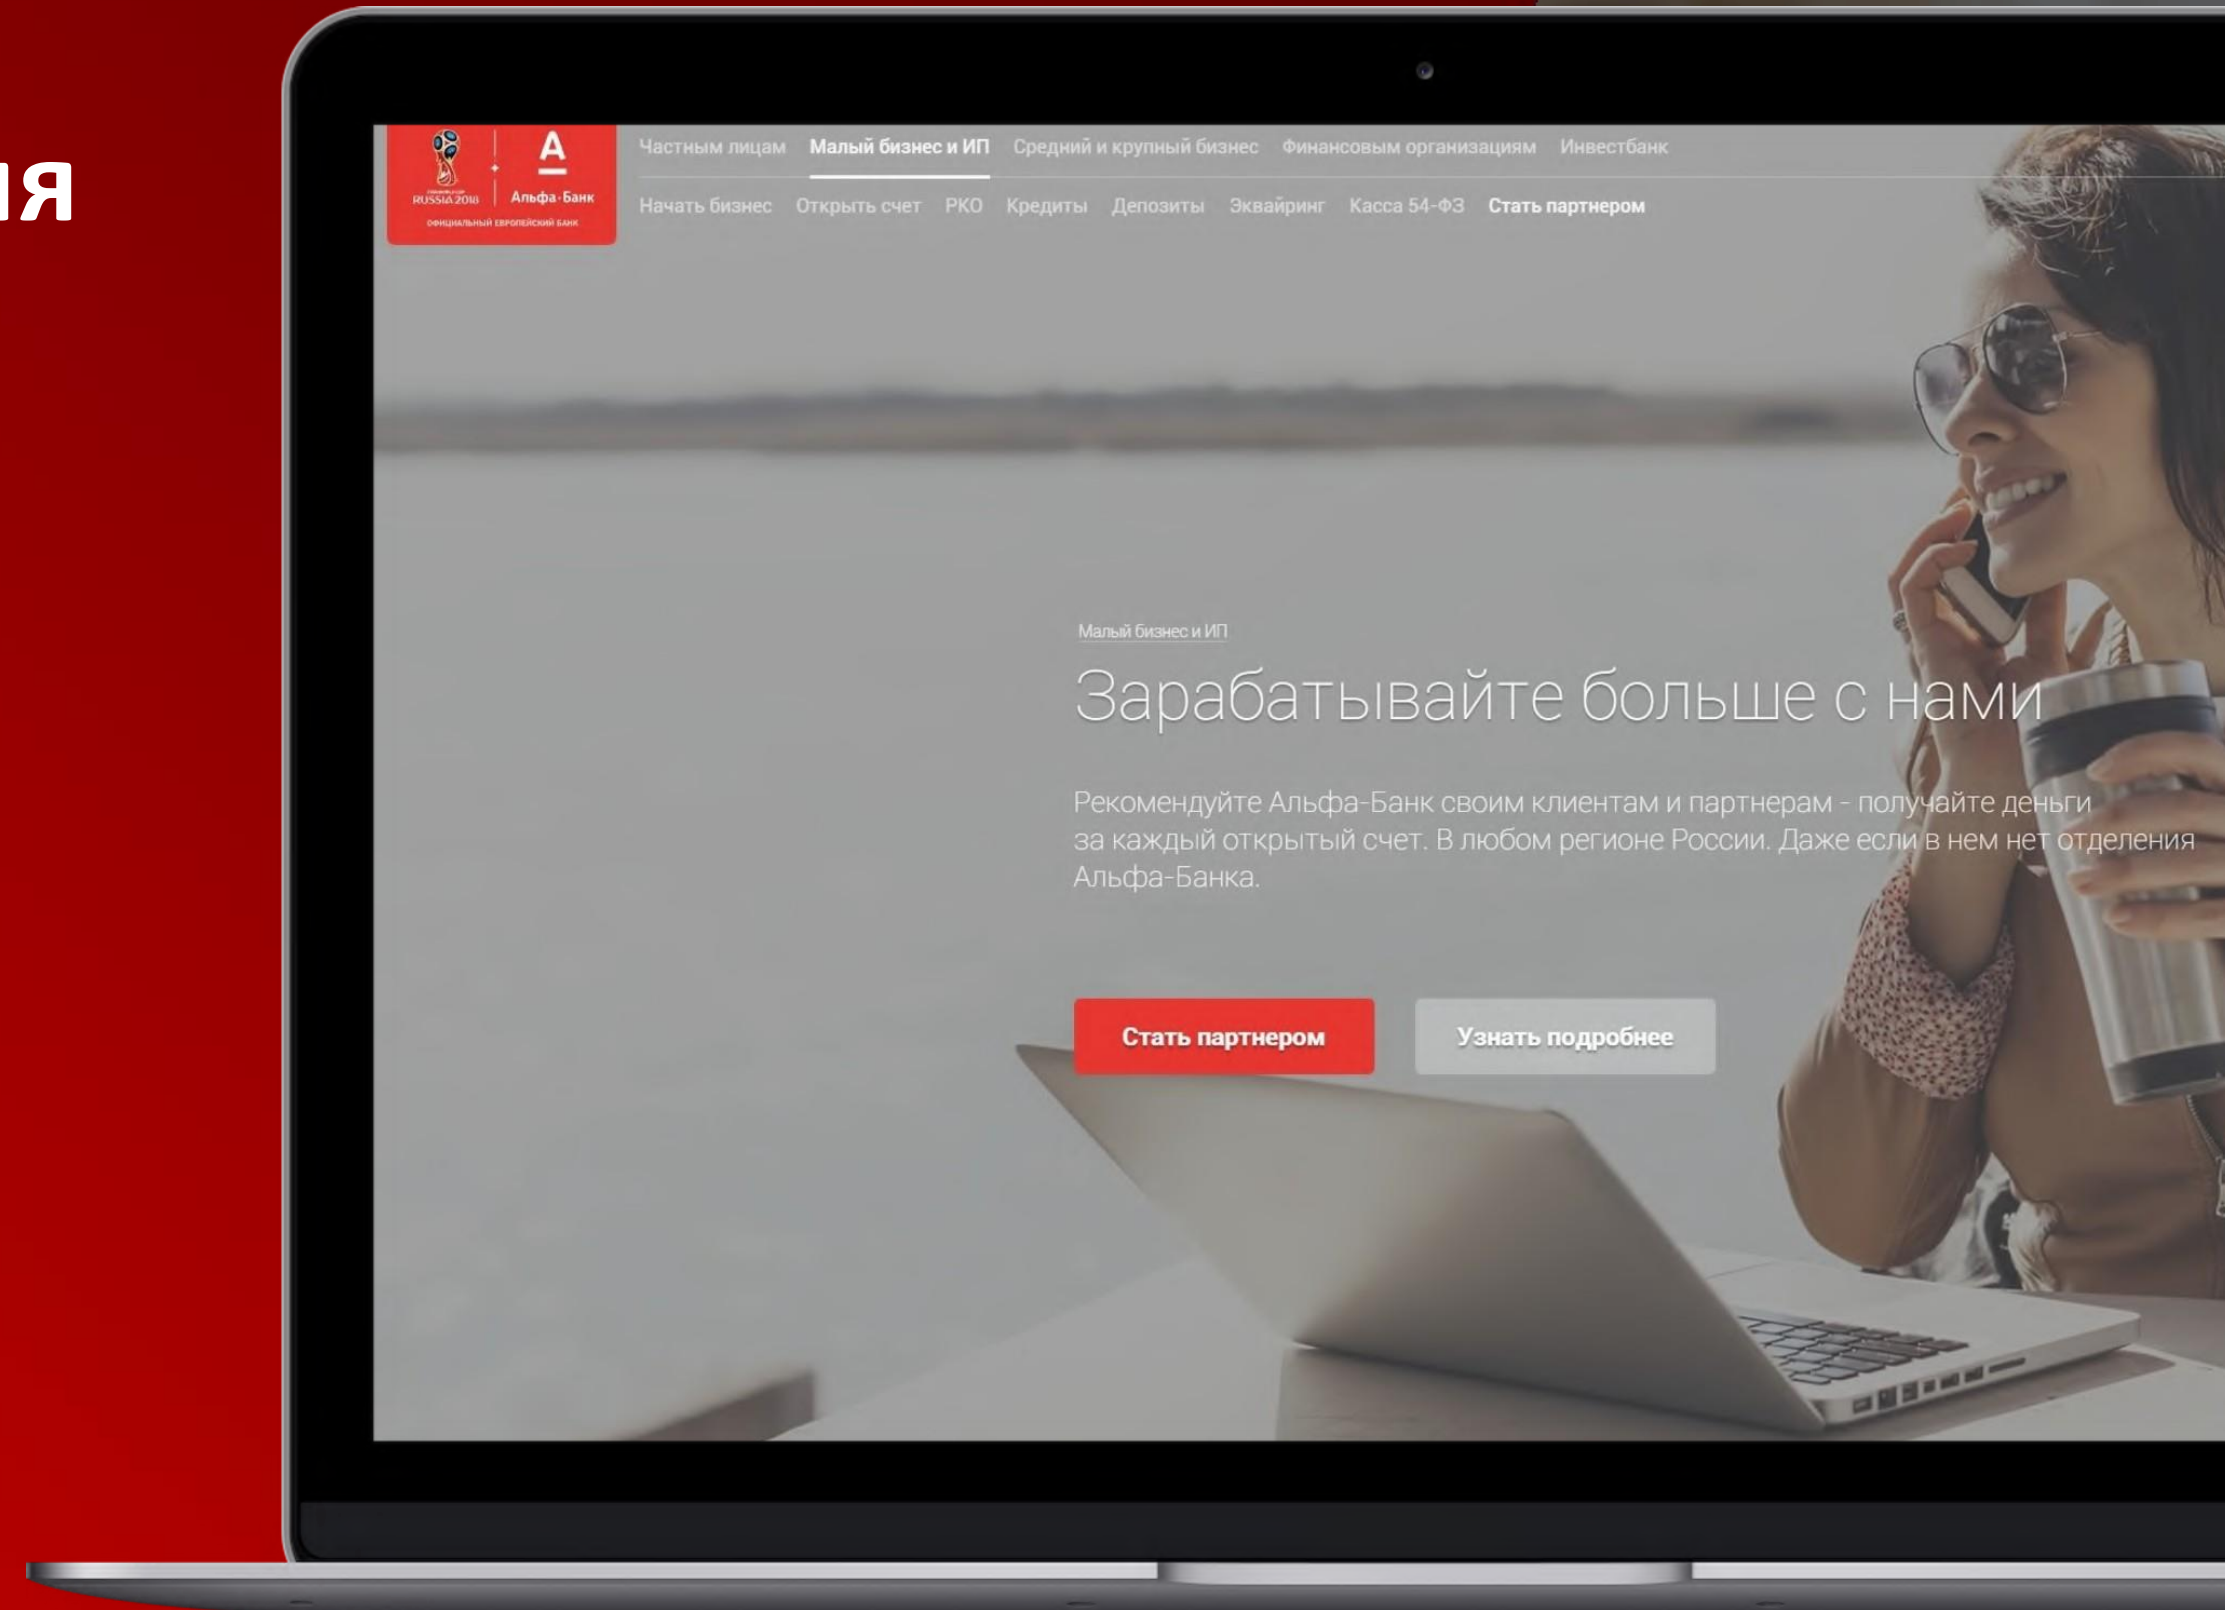 RUSSIA 2018
А
Альфа·Банк
ОФИЦИАЛЬНЫЙ ЕВРОПЕЙСКИЙ БАНК
Частным лицам Малый бизнес и ИП Средний и крупный бизнес Финансовым организациям Инвестбанк
Начать бизнес Открыть счет РКО Кредиты Депозиты Эквайринг Касса 54-ФЗ Стать партнером
Малый бизнес и ИП
Зарабатывайте больше с нами
Рекомендуйте Альфа-Банк своим клиентам и партнерам - получайте деньги
за каждый открытый счет. В любом регионе России. Даже если в нем нет отделения
Альфа-Банка.
Стать партнером Узнать подробнее